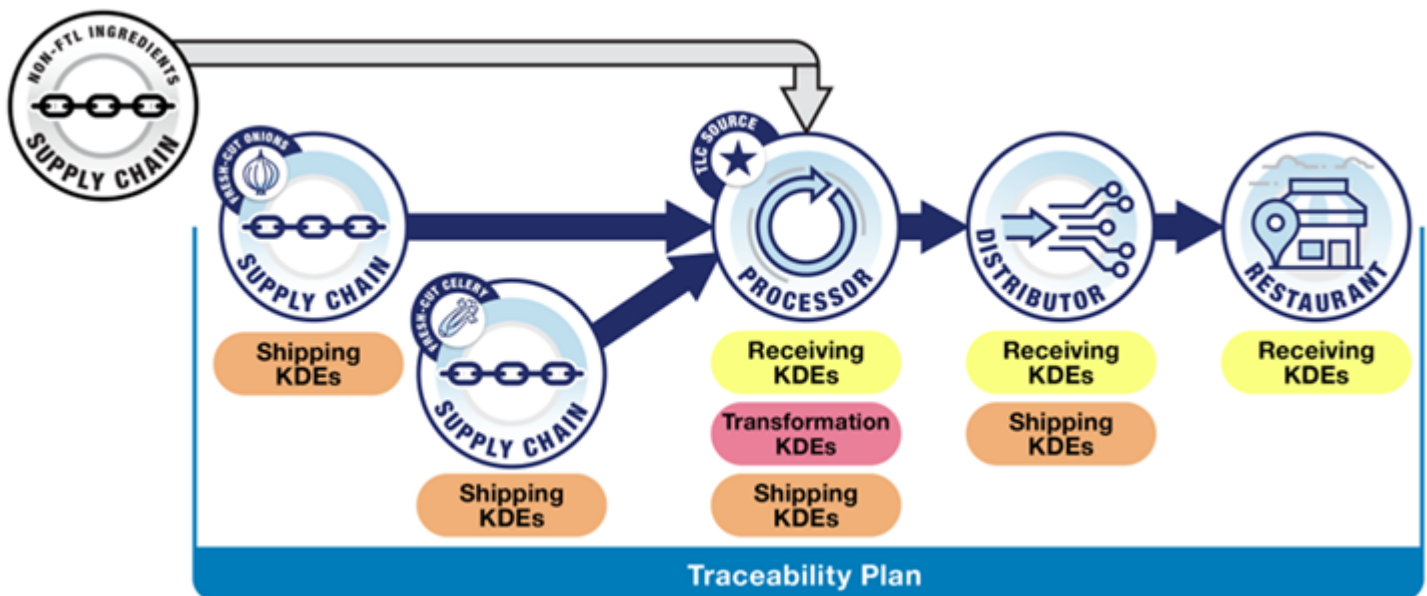 NON-FTL INGREDIENTS
SUPPLY CHAIN
FRESH-CUT ONIONS
SUPPLY CHAIN
Shipping
KDEs
FRESH-CUT CELERY
SUPPLY CHAIN
Shipping
KDEs
TLC SOURCE
PROCESSOR
Receiving
KDEs
Transformation
KDEs
Shipping
KDEs
DISTRIBUTOR
Receiving
KDEs
Shipping
KDEs
RESTAURANT
Receiving
KDEs
Traceability Plan